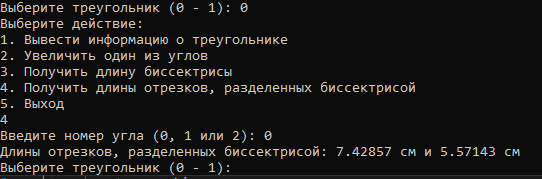 Выберите треугольник (0 - 1): 0
Выберите действие:
1. Вывести информацию о треугольнике
2. Увеличить один из углов
3. Получить длину биссектрисы
4. Получить длины отрезков, разделенных биссектрисой
5. Выход
4
Введите номер угла (0, 1 или 2): 0
Длины отрезков, разделенных биссектрисой: 7.42857 см и 5.57143 см
Выберите треугольник (0 - 1):